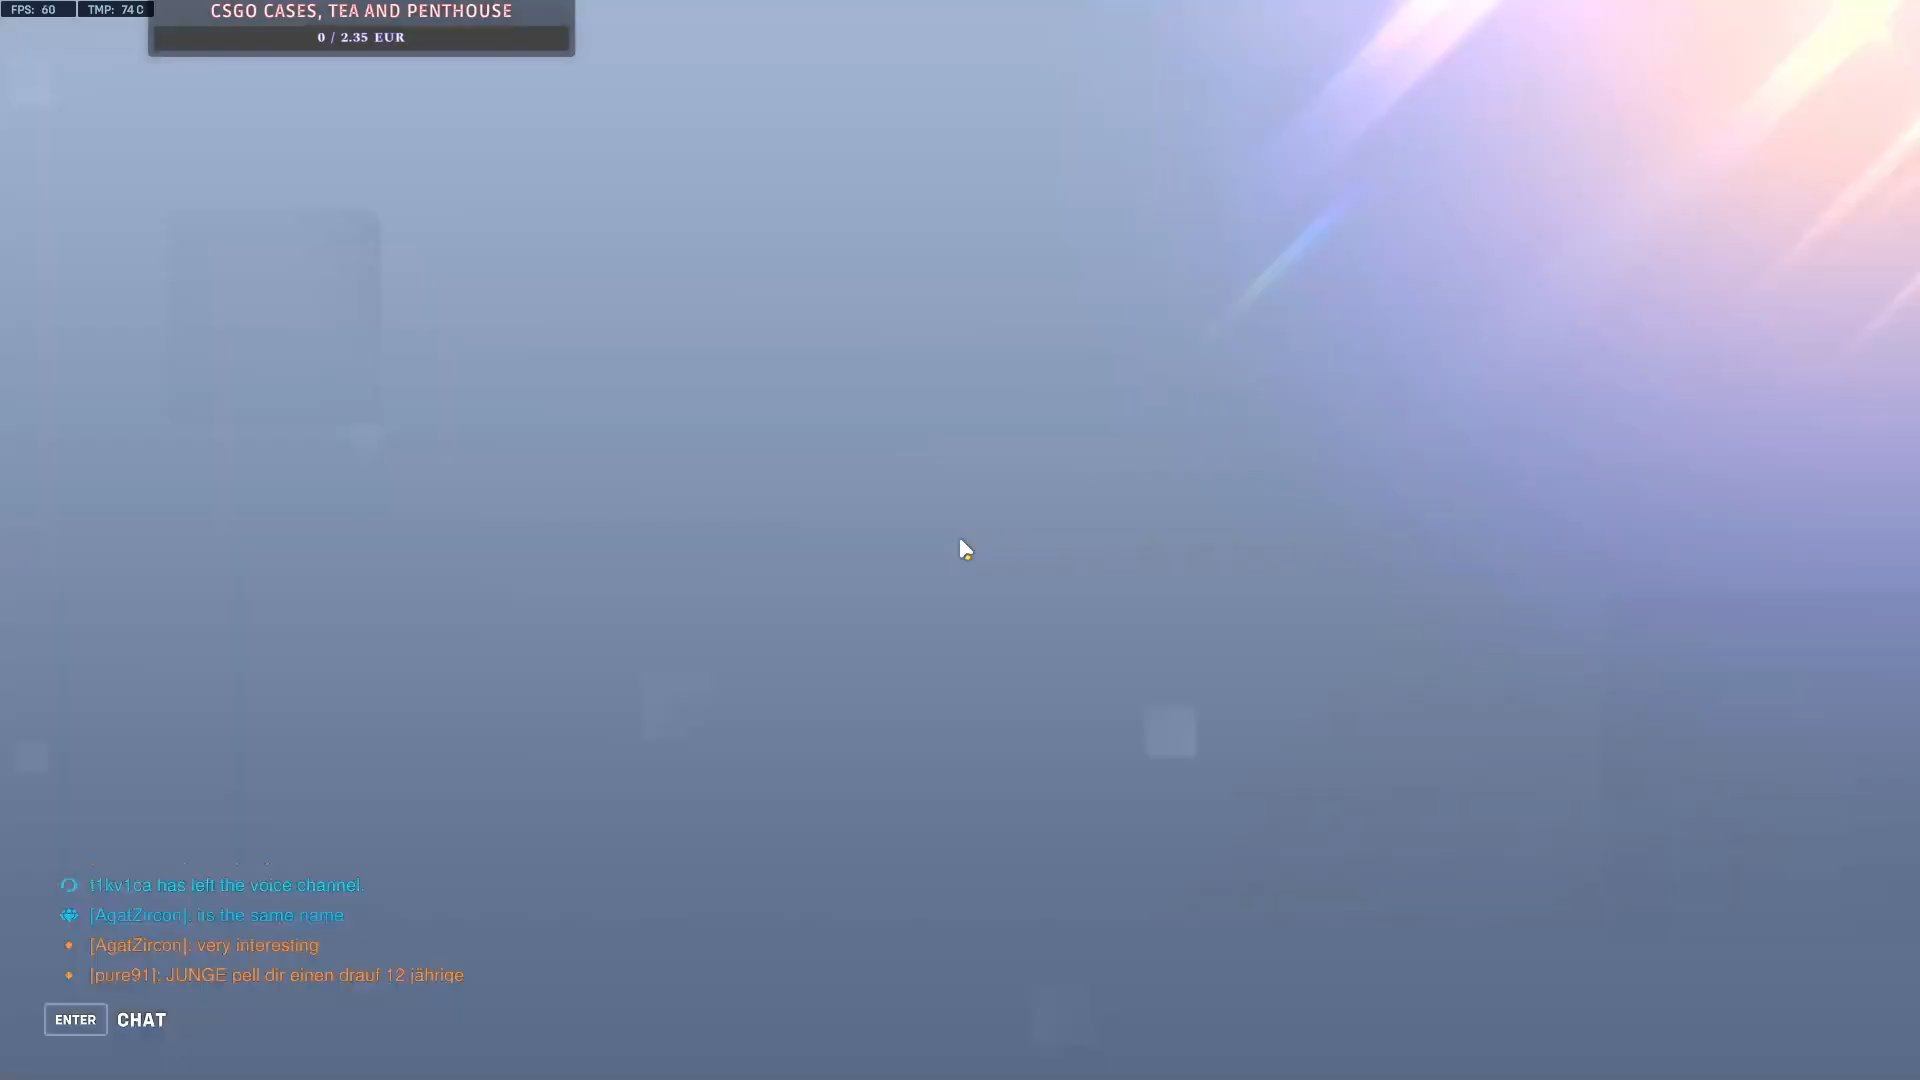 FPS: 60 TMP: 74 C
CSGO CASES, TEA AND PENTHOUSE
0 / 2.35 EUR
t1kv1ca has left the voice channel.
[AgatZircon]: its the same name
[AgatZircon]: very interesting
[pure91]: JUNGE pell dir einen drauf 12 jährige
ENTER CHAT